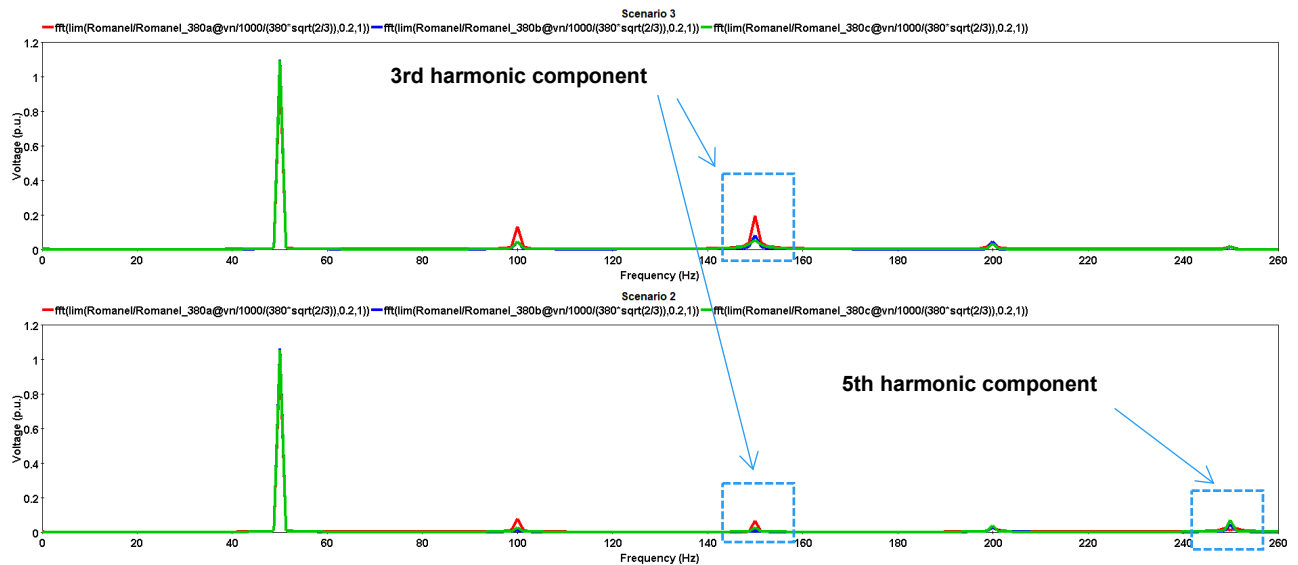 Scenario 3
fft(lim(Romanel/Romanel_380a@vn/1000/(380*sqrt(2/3)),0.2,1)) fft(lim(Romanel/Romanel_380b@vn/1000/(380*sqrt(2/3)),0.2,1)) fft(lim(Romanel/Romanel_380c@vn/1000/(380*sqrt(2/3)),0.2,1))
1.2
1
0.8
0.6
0.4
0.2
0
Voltage (p.u.)
3rd harmonic component
0 20 40 60 80 100 120 140 160 180 200 220 240 260
Frequency (Hz)
Scenario 2
fft(lim(Romanel/Romanel_380a@vn/1000/(380*sqrt(2/3)),0.2,1)) fft(lim(Romanel/Romanel_380b@vn/1000/(380*sqrt(2/3)),0.2,1)) fft(lim(Romanel/Romanel_380c@vn/1000/(380*sqrt(2/3)),0.2,1))
1.2
1
0.8
0.6
0.4
0.2
0
Voltage (p.u.)
5th harmonic component
0 20 40 60 80 100 120 140 160 180 200 220 240 260
Frequency (Hz)